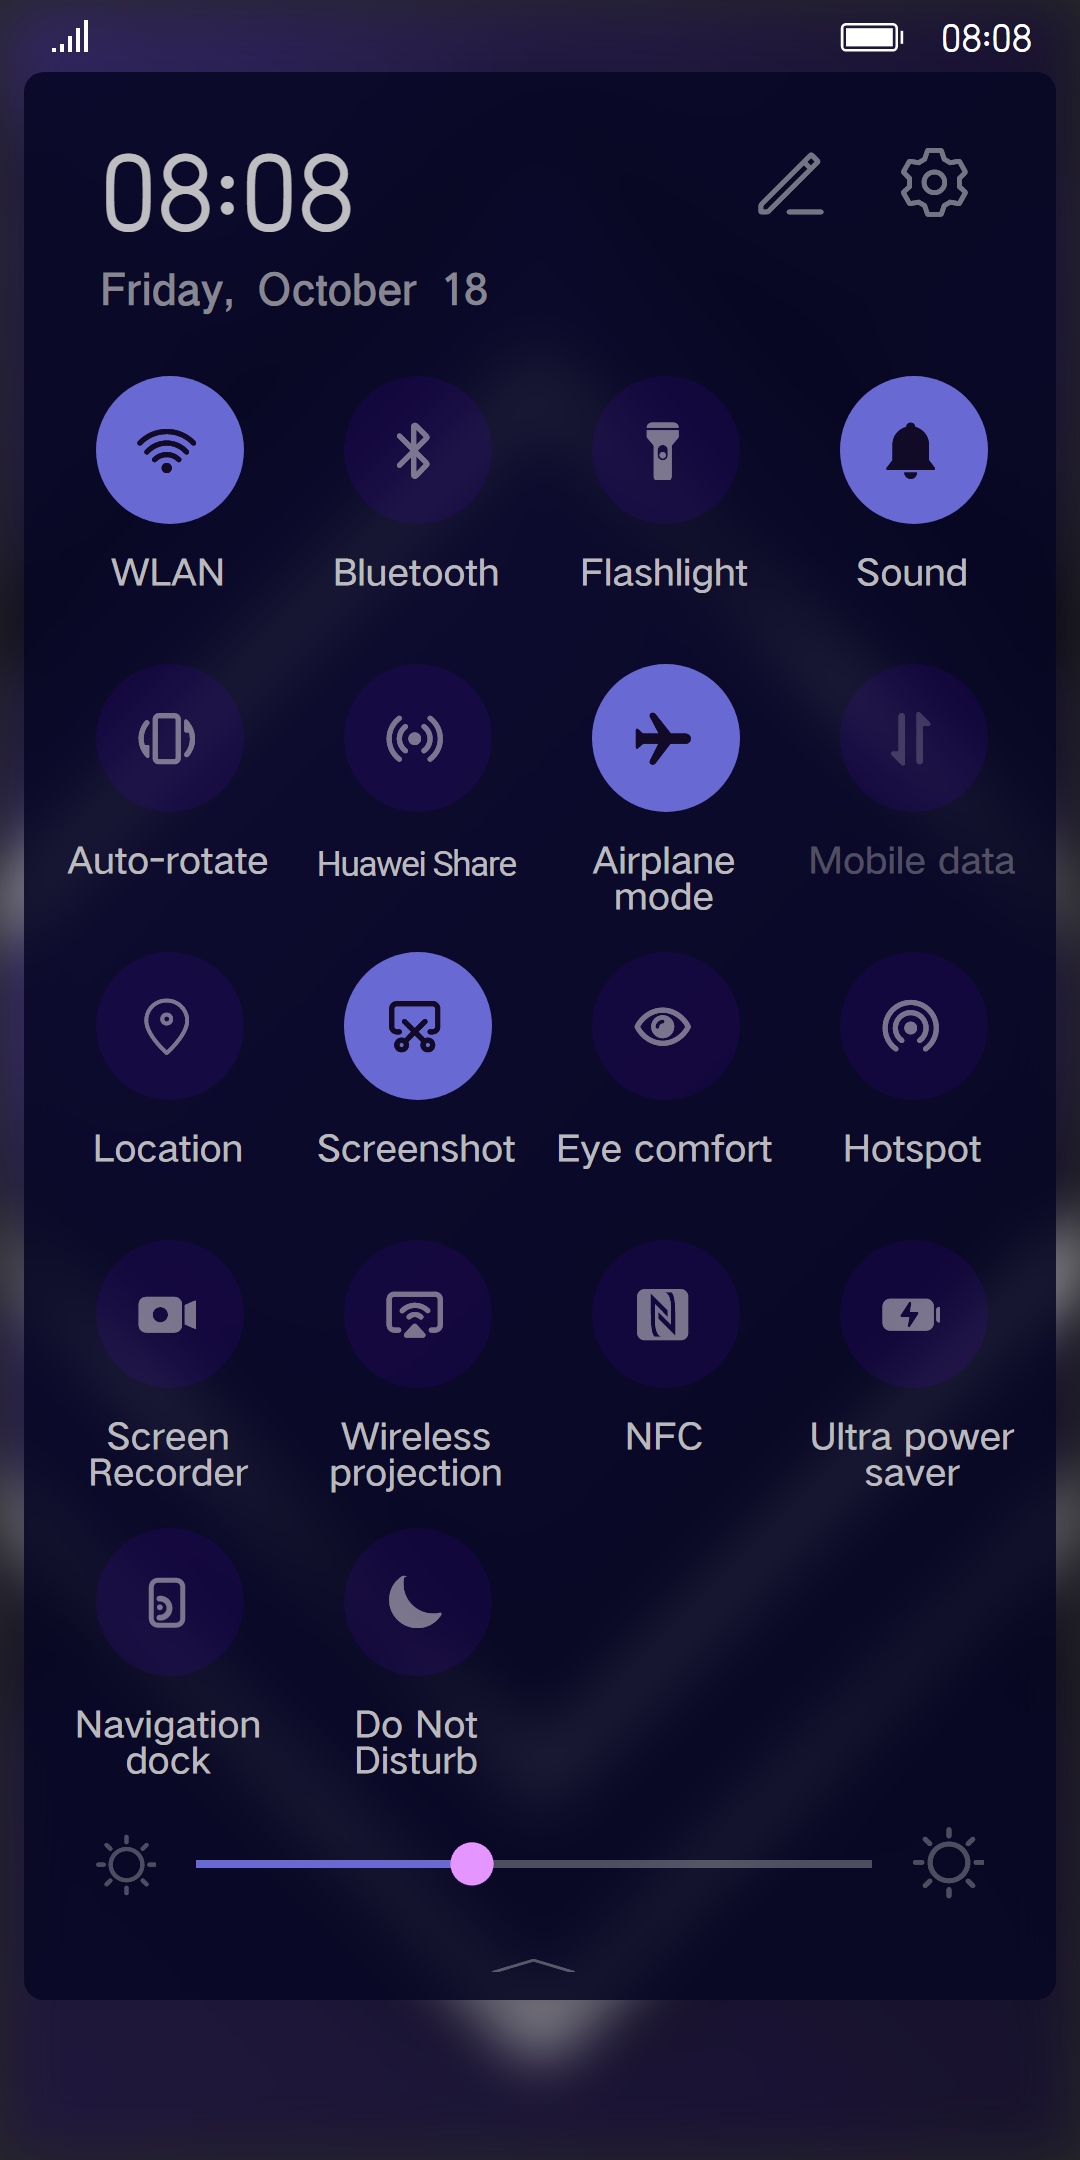 08:08
08:08
Friday, October 18
WLAN
Bluetooth
Flashlight
Sound
Auto-rotate
Huawei Share
Airplane
mode
Mobile data
Location
Screenshot
Eye comfort
Hotspot
Screen
Recorder
Wireless
projection
NFC
Ultra power
saver
Navigation
dock
Do Not
Disturb